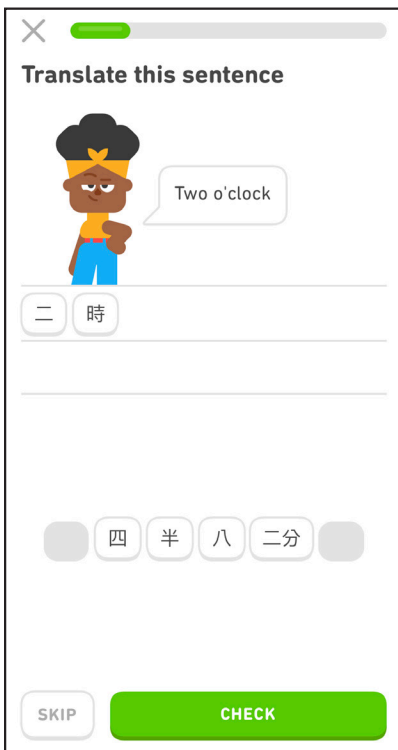 Translate this sentence
Two o'clock
二 時
四 半 八 二分
SKIP CHECK